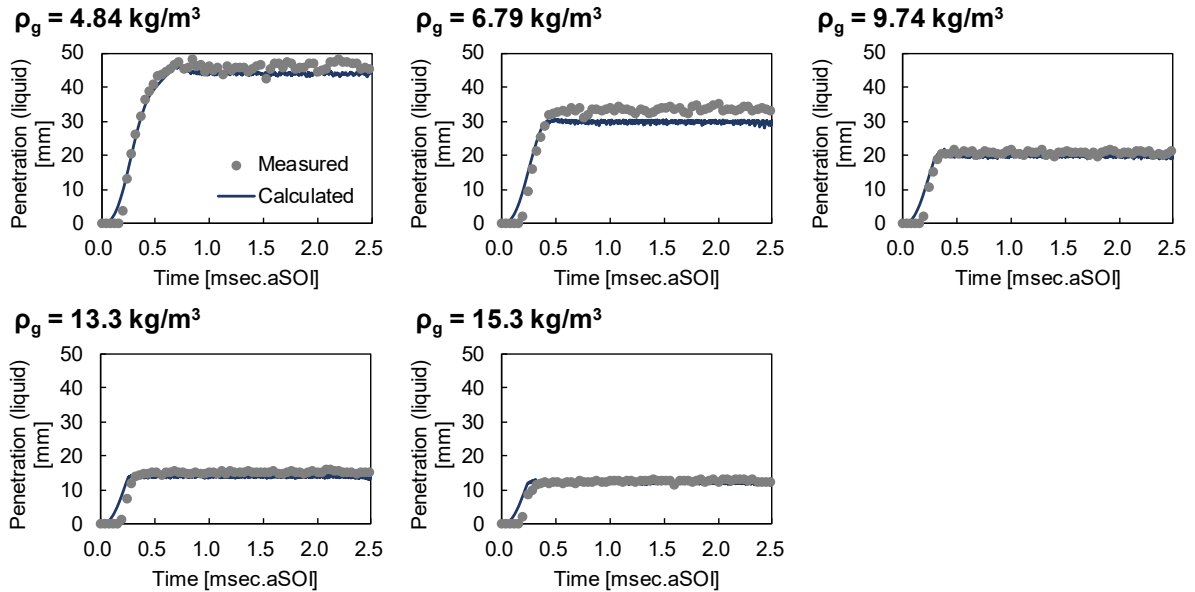 ρg = 4.84 kg/m³
Penetration (liquid)
[mm]
50
40
30
20
10
0
Measured
Calculated
0.0 0.5 1.0 1.5 2.0 2.5
Time [msec.aSOI]
ρg = 6.79 kg/m³
Penetration (liquid)
[mm]
50
40
30
20
10
0
0.0 0.5 1.0 1.5 2.0 2.5
Time [msec.aSOI]
ρg = 9.74 kg/m³
Penetration (liquid)
[mm]
50
40
30
20
10
0
0.0 0.5 1.0 1.5 2.0 2.5
Time [msec.aSOI]
ρg = 13.3 kg/m³
Penetration (liquid)
[mm]
50
40
30
20
10
0
0.0 0.5 1.0 1.5 2.0 2.5
Time [msec.aSOI]
ρg = 15.3 kg/m³
Penetration (liquid)
[mm]
50
40
30
20
10
0
0.0 0.5 1.0 1.5 2.0 2.5
Time [msec.aSOI]